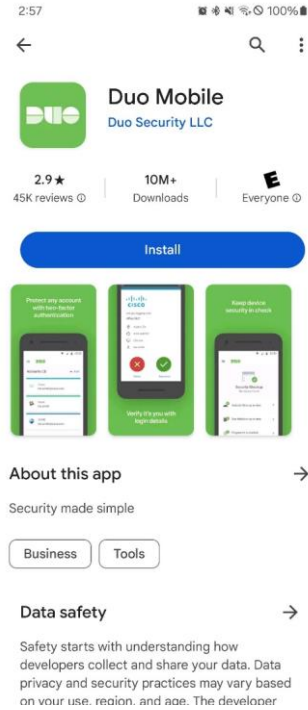 2:57
100%
Duo Mobile
Duo Security LLC
DUO
2.9★
45K reviews
10M+
Downloads
E
Everyone
Install
Protect any account
with two-factor
authentication
CISCO
Verify it's you with
login details
Keep device
security in check
About this app
Security made simple
Business
Tools
Data safety
Safety starts with understanding how
developers collect and share your data. Data
privacy and security practices may vary based
on your use, region, and age. The developer